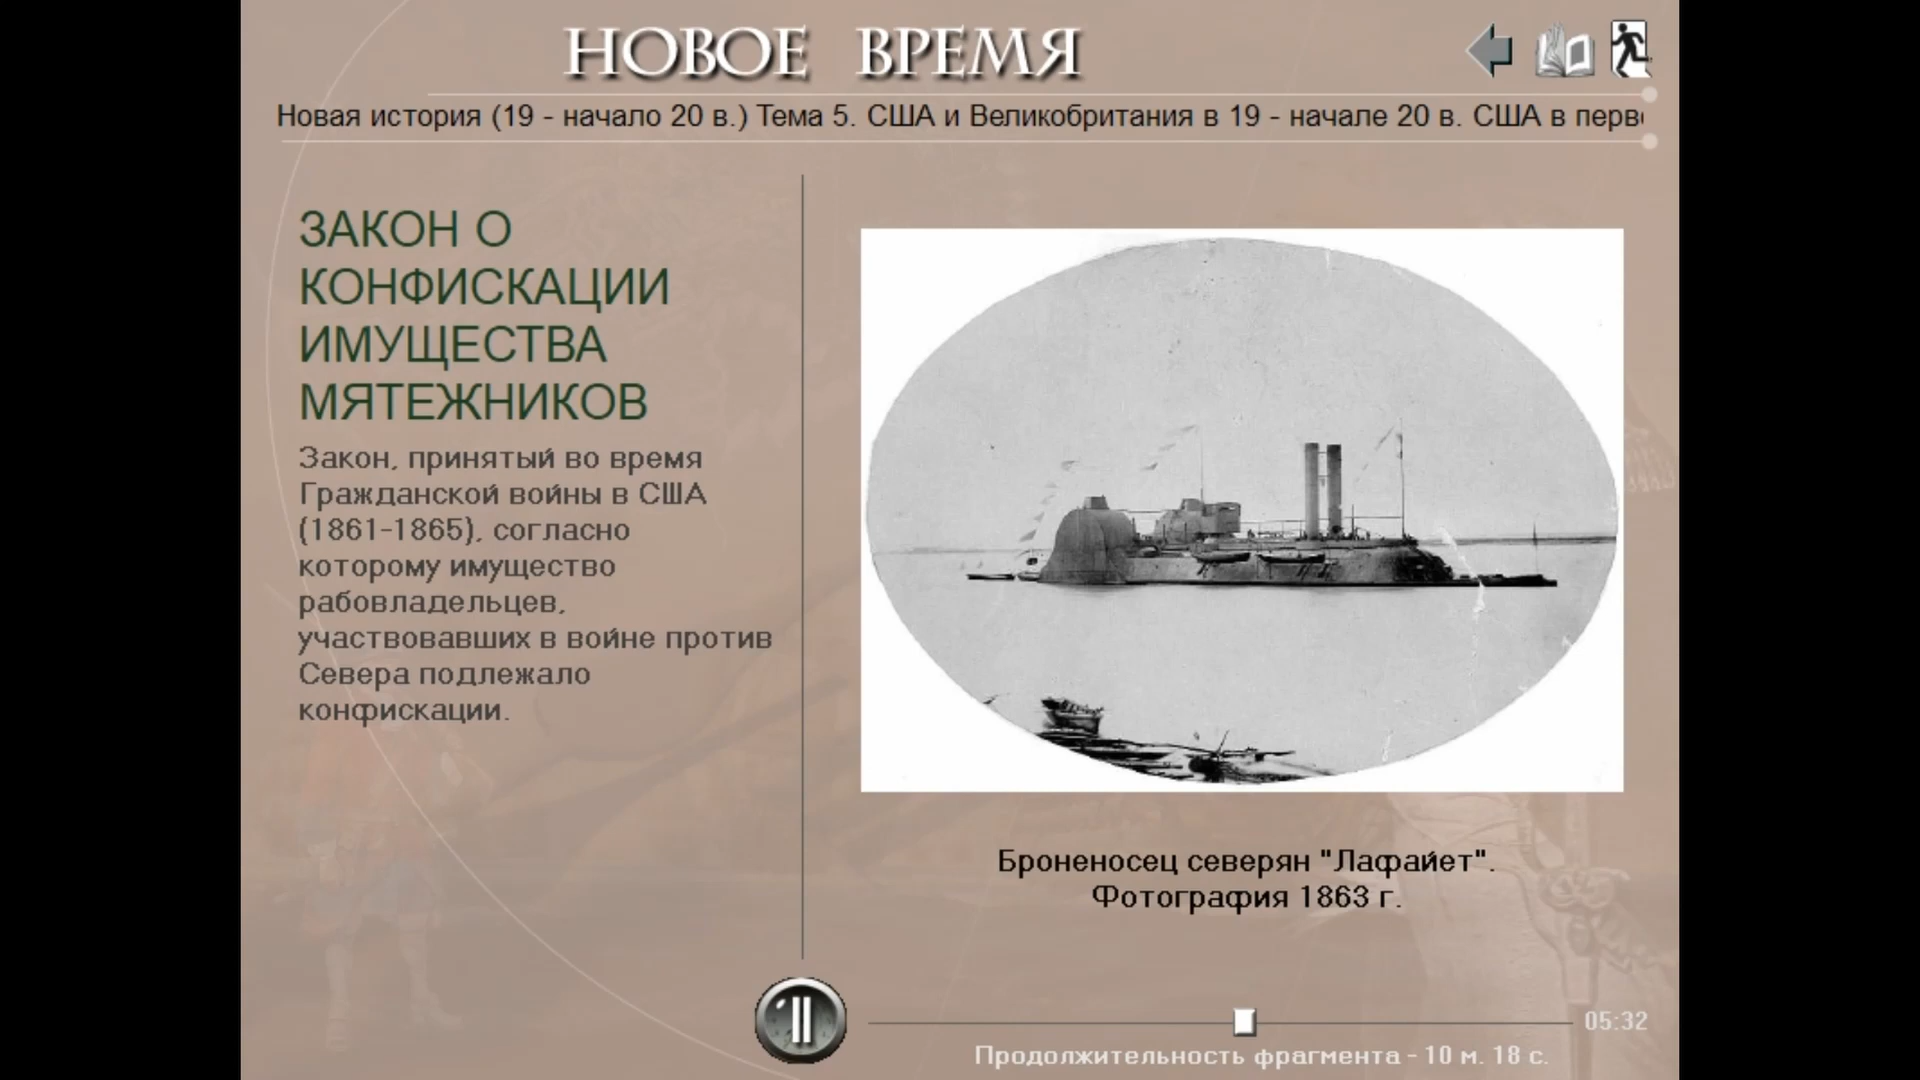 НОВОЕ ВРЕМЯ
Новая история (19 - начало 20 в.) Тема 5. США и Великобритания в 19 - начале 20 в. США в перво
ЗАКОН О
КОНФИСКАЦИИ
ИМУЩЕСТВА
МЯТЕЖНИКОВ
Закон, принятый во время
Гражданской войны в США
(1861-1865), согласно
которому имущество
рабовладельцев,
участвовавших в войне против
Севера подлежало
конфискации.
Броненосец северян "Лафайет".
Фотография 1863 г.
05:32
Продолжительность фрагмента - 10 м. 18 с.